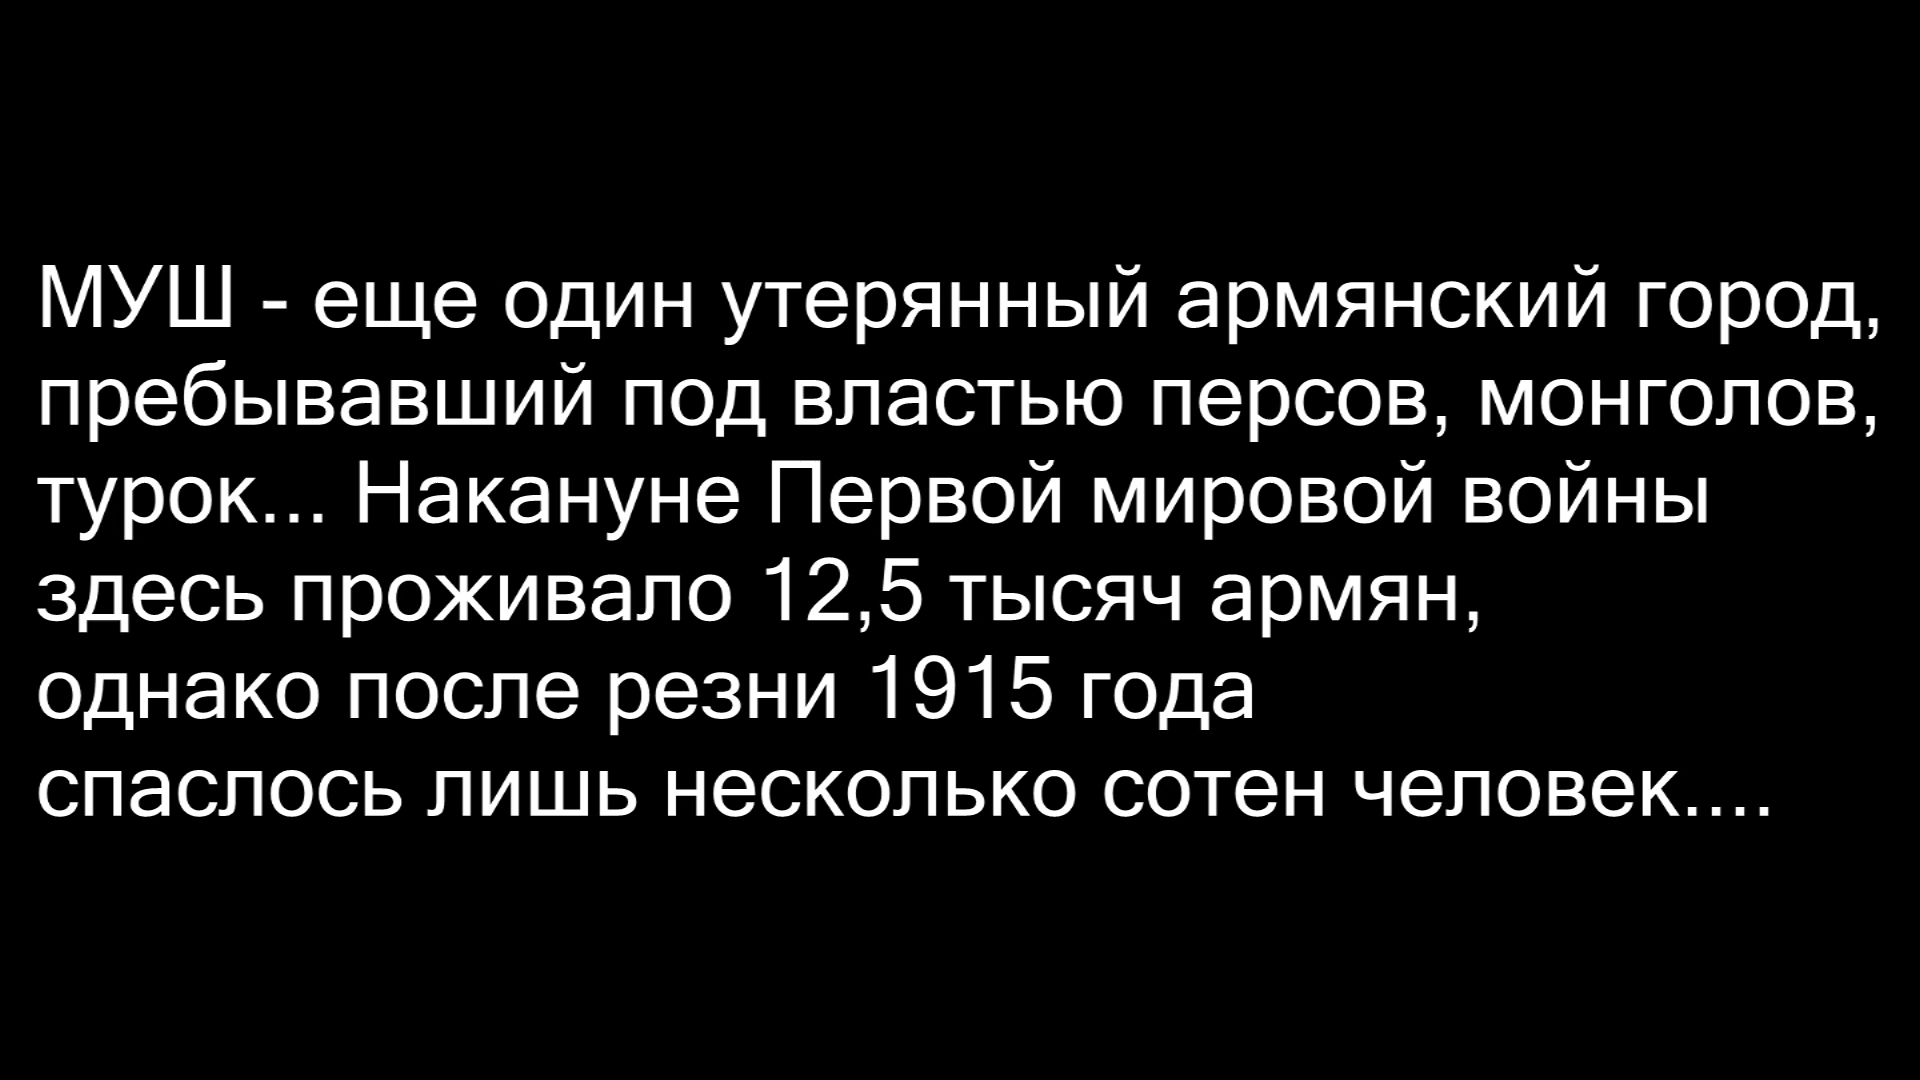 МУШ - еще один утерянный армянский город,
пребывавший под властью персов, монголов,
турок... Накануне Первой мировой войны
здесь проживало 12,5 тысяч армян,
однако после резни 1915 года
спаслось лишь несколько сотен человек....